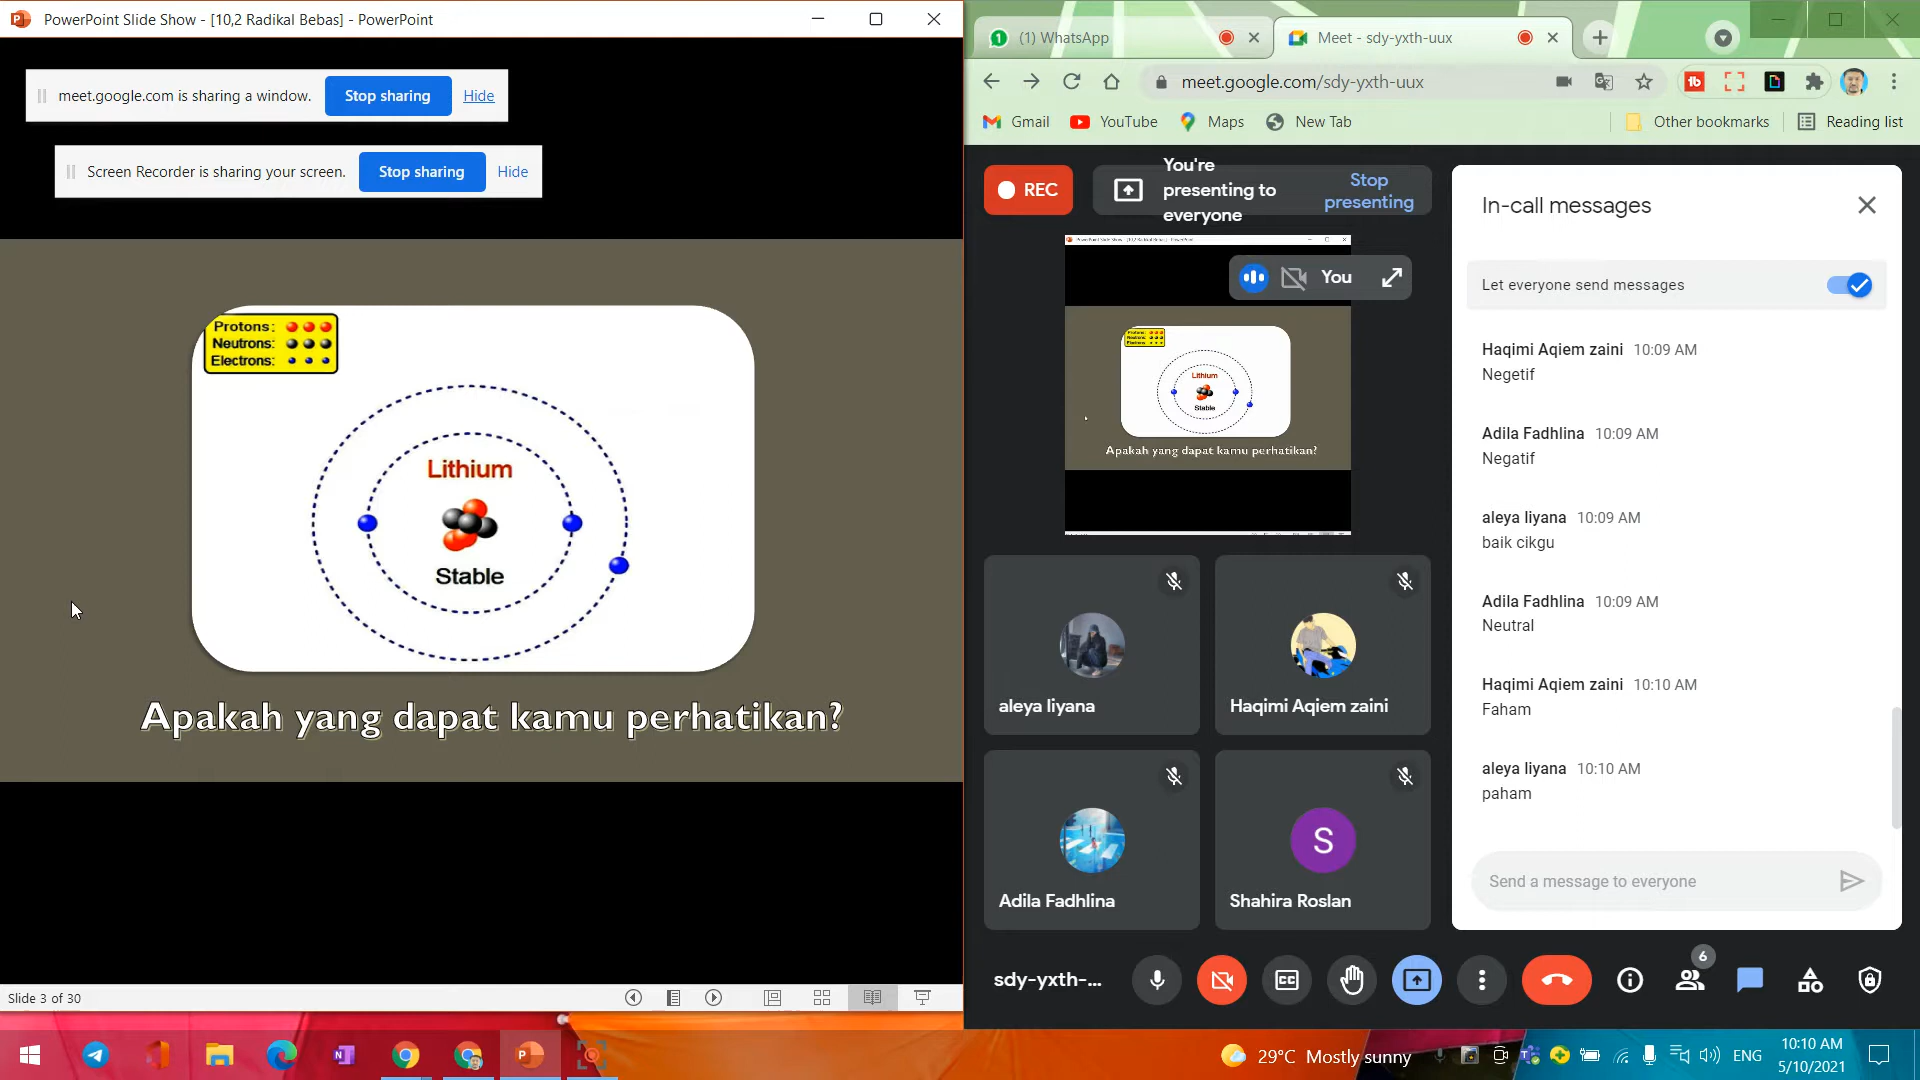 PowerPoint Slide Show - [10,2 Radikal Bebas] - PowerPoint
meet.google.com is sharing a window.
Stop sharing
Hide
Screen Recorder is sharing your screen.
Stop sharing
Hide
Protons:
Neutrons:
Electrons:
Lithium
Stable
Apakah yang dapat kamu perhatikan?
Slide 3 of 30
(1) WhatsApp
Meet - sdy-yxth-uux
meet.google.com/sdy-yxth-uux
Gmail
YouTube
Maps
New Tab
Other bookmarks
Reading list
REC
You're
presenting to
everyone
Stop
presenting
You
Lithium
Stable
Apakah yang dapat kamu perhatikan?
aleya liyana
Haqimi Aqiem zaini
Adila Fadhlina
S
Shahira Roslan
In-call messages
Let everyone send messages
Haqimi Aqiem zaini 10:09 AM
Negetif
Adila Fadhlina 10:09 AM
Negatif
aleya liyana 10:09 AM
baik cikgu
Adila Fadhlina 10:09 AM
Neutral
Haqimi Aqiem zaini 10:10 AM
Faham
aleya liyana 10:10 AM
paham
Send a message to everyone
sdy-yxth-...
6
29°C Mostly sunny
ENG
10:10 AM
5/10/2021